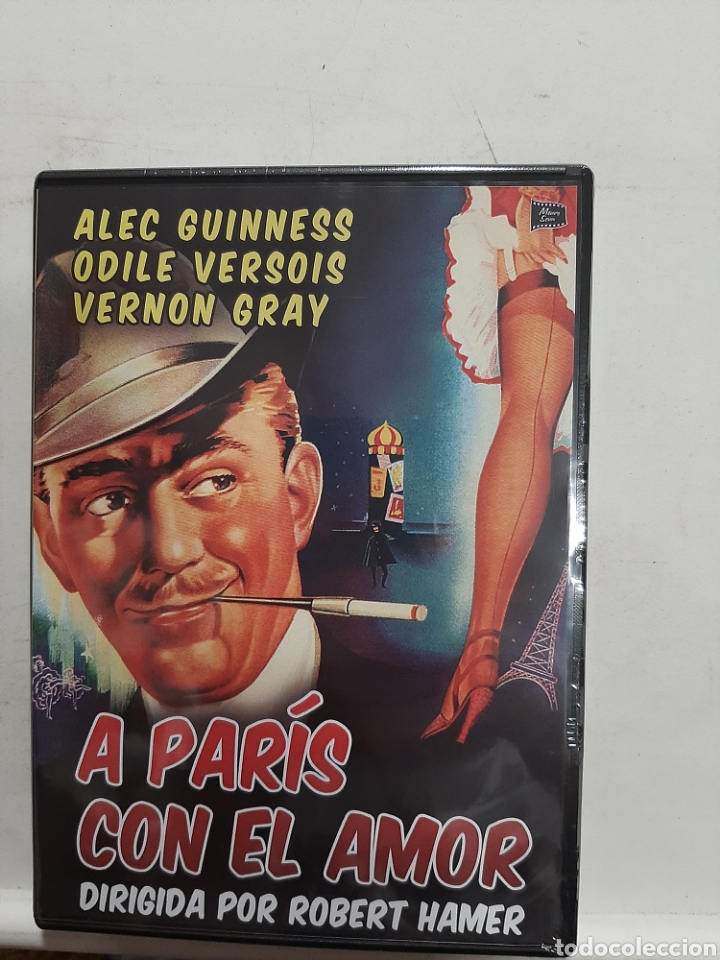 ALEC GUINNESS
ODILE VERSOIS
VERNON GRAY
A PARÍS
CON EL AMOR
DIRIGIDA POR ROBERT HAMER
todocoleccion